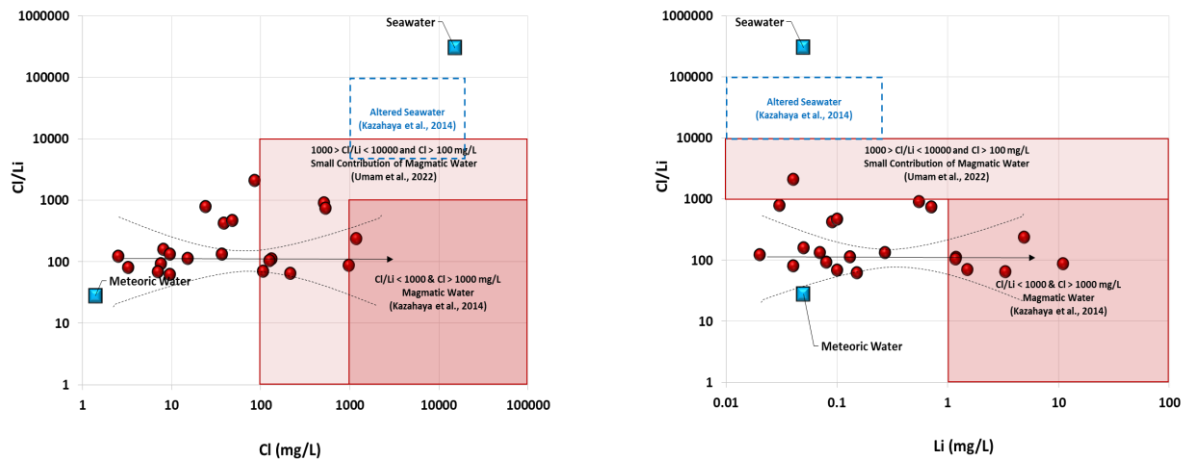 1000000
100000
10000
1000
100
10
1
Cl/Li
Seawater
Altered Seawater
(Kazahaya et al., 2014)
1000 > Cl/Li < 10000 and Cl > 100 mg/L
Small Contribution of Magmatic Water
(Umam et al., 2022)
Cl/Li < 1000 & Cl > 1000 mg/L
Magmatic Water
(Kazahaya et al., 2014)
Meteoric Water
1 10 100 1000 10000 100000
Cl (mg/L)
1000000
100000
10000
1000
100
10
1
Cl/Li
Seawater
Altered Seawater
(Kazahaya et al., 2014)
1000 > Cl/Li < 10000 and Cl > 100 mg/L
Small Contribution of Magmatic Water
(Umam et al., 2022)
Cl/Li < 1000 & Cl > 1000 mg/L
Magmatic Water
(Kazahaya et al., 2014)
Meteoric Water
0.01 0.1 1 10 100
Li (mg/L)